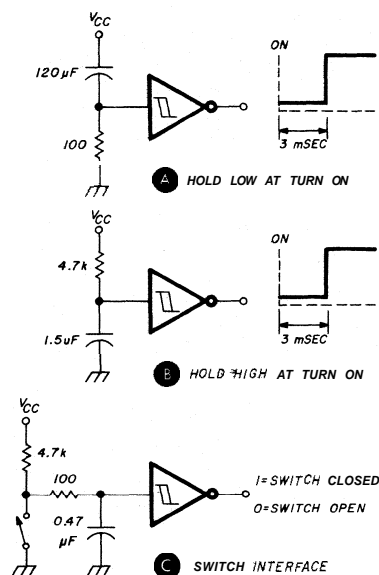 VCC
120µF
100
ON
3 mSEC
A HOLD LOW AT TURN ON
VCC
4.7k
1.5uF
ON
3 mSEC
B HOLD HIGH AT TURN ON
VCC
4.7k
100
0.47
µF
1=SWITCH CLOSED
0=SWITCH OPEN
C SWITCH INTERFACE